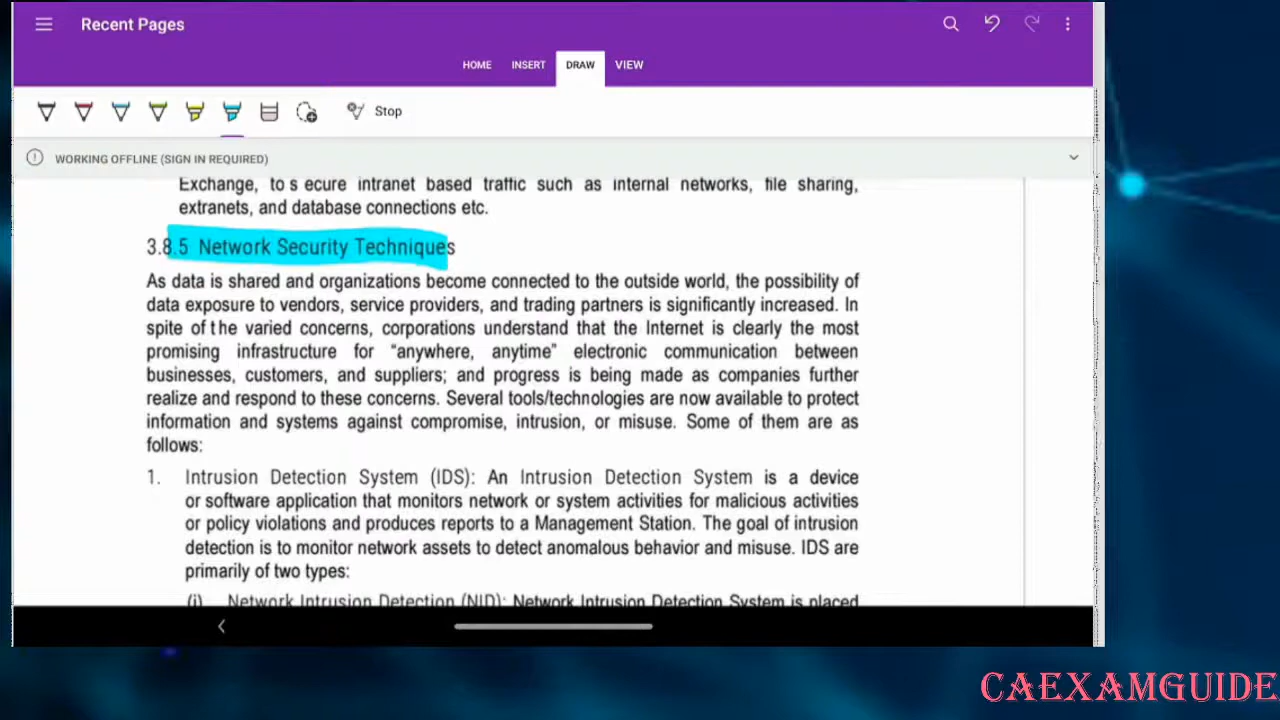 Recent Pages
HOME INSERT DRAW VIEW
Stop
WORKING OFFLINE (SIGN IN REQUIRED)
Exchange, to s ecure intranet based traffic such as internal networks, file sharing,
extranets, and database connections etc.
3.8.5 Network Security Techniques
As data is shared and organizations become connected to the outside world, the possibility of
data exposure to vendors, service providers, and trading partners is significantly increased. In
spite of t he varied concerns, corporations understand that the Internet is clearly the most
promising infrastructure for “anywhere, anytime” electronic communication between
businesses, customers, and suppliers; and progress is being made as companies further
realize and respond to these concerns. Several tools/technologies are now available to protect
information and systems against compromise, intrusion, or misuse. Some of them are as
follows:
1. Intrusion Detection System (IDS): An Intrusion Detection System is a device
or software application that monitors network or system activities for malicious activities
or policy violations and produces reports to a Management Station. The goal of intrusion
detection is to monitor network assets to detect anomalous behavior and misuse. IDS are
primarily of two types:
(i) Network Intrusion Detection (NID): Network Intrusion Detection System is placed
CAEXAMGUIDE